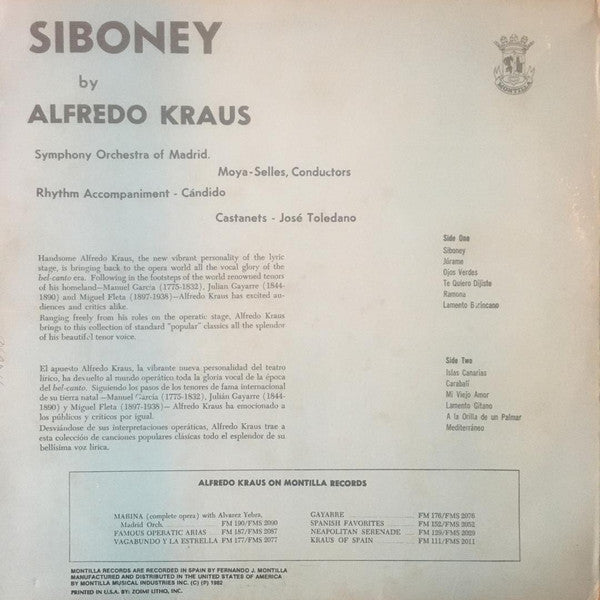 SIBONEY
by
ALFREDO KRAUS
MONTILLA
Symphony Orchestra of Madrid.
Moya-Selles, Conductors
Rhythm Accompaniment - Cándido
Castanets - José Toledano
Handsome Alfredo Kraus, the new vibrant personality of the lyric
stage, is bringing back to the opera world all the vocal glory of the
bel-canto era. Following in the footsteps of the world renowned tenors
of his homeland—Manuel García (1775-1832), Julian Gayarre (1844-
1890) and Miguel Fleta (1897-1938)—Alfredo Kraus has excited au-
diences and critics alike.
Ranging freely from his roles on the operatic stage, Alfredo Kraus
brings to this collection of standard "popular" classics all the splendor
of his beautiful tenor voice.
El apuesto Alfredo Kraus, la vibrante nueva personalidad del teatro
lírico, ha devuelto al mundo operático toda la gloria vocal de la época
del bel-canto. Siguiendo los pasos de los tenores de fama internacional
de su tierra natal—Manuel García (1775-1832), Julián Gayarre (1844-
1890) y Miguel Fleta (1897-1938)— Alfredo Kraus ha emocionado a
los públicos y críticos por igual.
Desviándose de sus interpretaciones operáticas, Alfredo Kraus trae a
esta colección de canciones populares clásicas todo el esplendor de su
bellísima voz lírica.
Side One
Siboney
Júrame
Ojos Verdes
Te Quiero Dijiste
Ramona
Lamento Borincano
Side Two
Islas Canarias
Carabalí
Mi Viejo Amor
Lamento Gitano
A la Orilla de un Palmar
Mediterráneo
ALFREDO KRAUS ON MONTILLA RECORDS
MARINA (complete opera) with Alvarez Yebra,
Madrid Orch. FM 190/FMS 2090
FAMOUS OPERATIC ARIAS FM 187/FMS 2087
VAGABUNDO Y LA ESTRELLA FM 177/FMS 2077
GAYARRE FM 176/FMS 2076
SPANISH FAVORITES FM 152/FMS 2052
NEAPOLITAN SERENADE FM 129/FMS 2029
KRAUS OF SPAIN FM 111/FMS 2011
MONTILLA RECORDS ARE RECORDED IN SPAIN BY FERNANDO J. MONTILLA
MANUFACTURED AND DISTRIBUTED IN THE UNITED STATES OF AMERICA
BY MONTILLA MUSICAL INDUSTRIES INC. (C) (P) 1982
PRINTED IN U.S.A. BY: ZOIMI LITHO, INC.